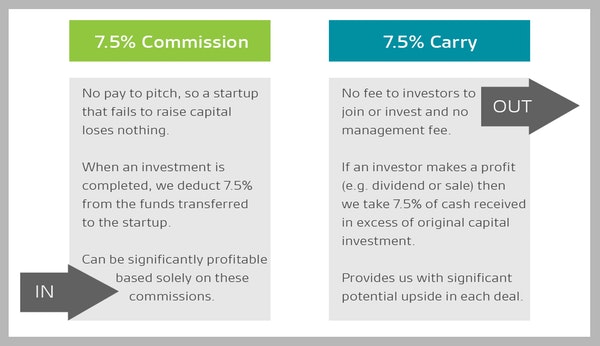 7.5% Commission
No pay to pitch, so a startup
that fails to raise capital
loses nothing.
When an investment is
completed, we deduct 7.5%
from the funds transferred
to the startup.
Can be significantly profitable
based solely on these
commissions.
IN
7.5% Carry
No fee to investors to
join or invest and no
management fee.
OUT
If an investor makes a profit
(e.g. dividend or sale) then
we take 7.5% of cash received
in excess of original capital
investment.
Provides us with significant
potential upside in each deal.